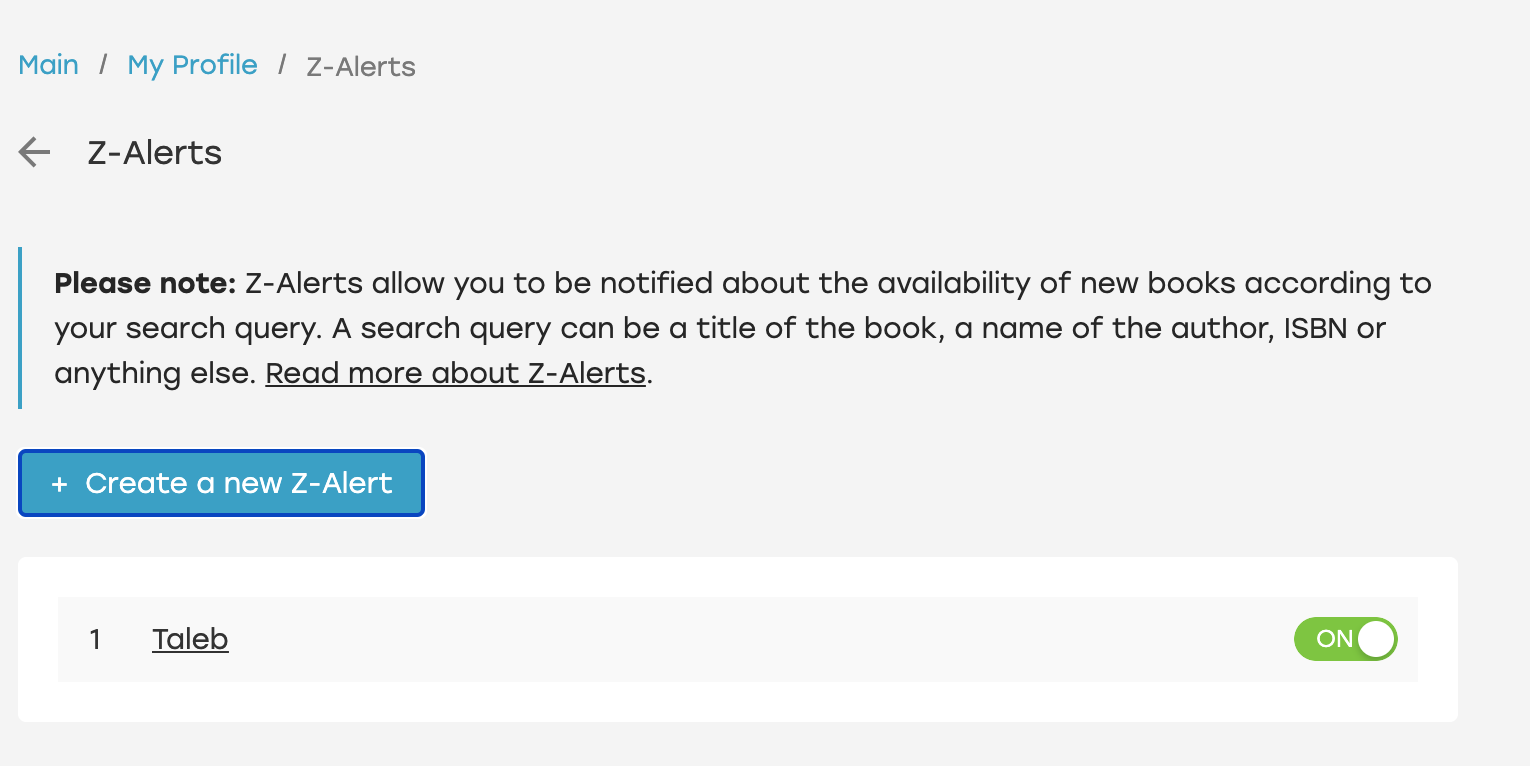 Main / My Profile / Z-Alerts
Z-Alerts
Please note: Z-Alerts allow you to be notified about the availability of new books according to
your search query. A search query can be a title of the book, a name of the author, ISBN or
anything else. Read more about Z-Alerts.
+ Create a new Z-Alert
1 Taleb ON